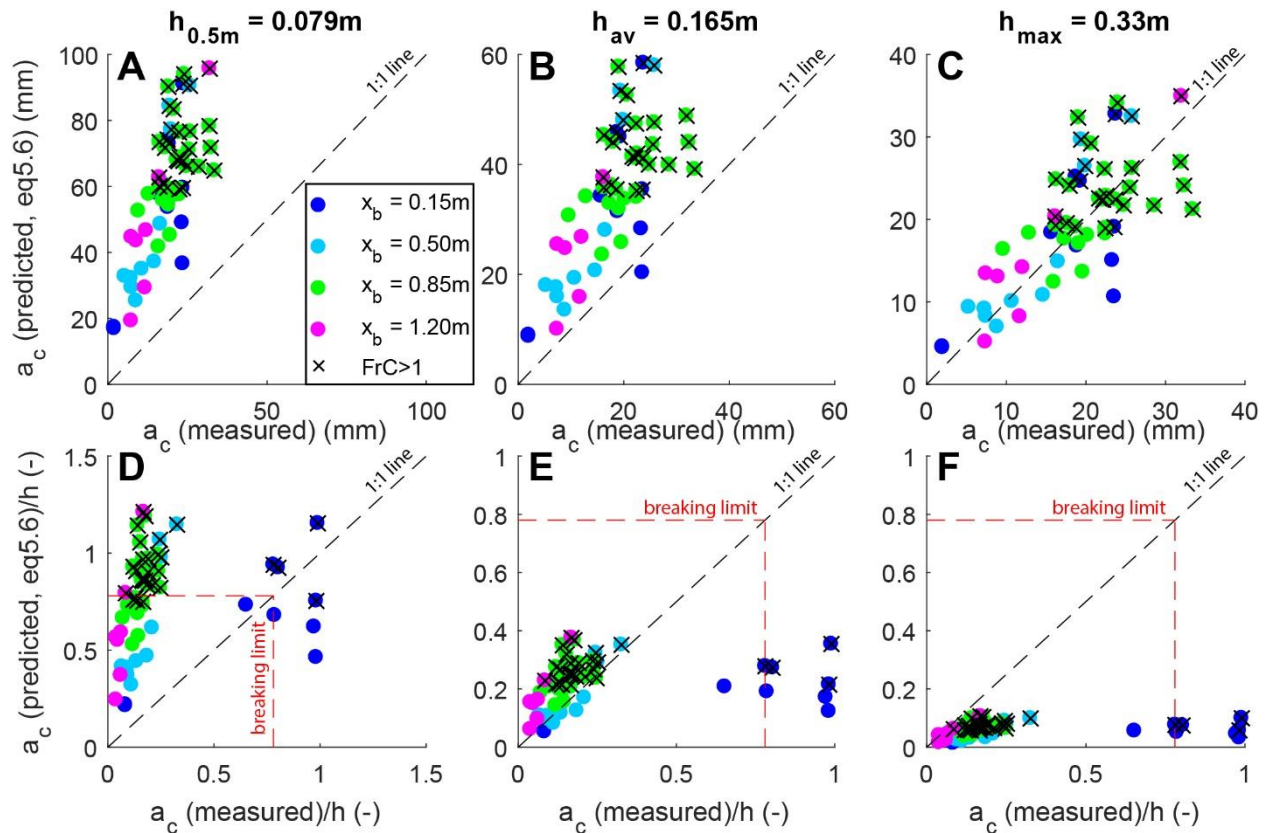 h0.5m = 0.079m
hav = 0.165m
hmax = 0.33m
A
1:1 line
100
80
60
40
20
0
0
50
100
ac (predicted, eq5.6) (mm)
ac (measured) (mm)
xb = 0.15m
xb = 0.50m
xb = 0.85m
xb = 1.20m
FrC>1
B
1:1 line
60
40
20
0
0
20
40
60
ac (measured) (mm)
C
1:1 line
40
30
20
10
0
0
10
20
30
40
ac (measured) (mm)
D
1:1 line
breaking limit
1.5
1
0.5
0
0
0.5
1
1.5
ac (predicted, eq5.6)/h (-)
ac (measured)/h (-)
E
1:1 line
breaking limit
1
0.8
0.6
0.4
0.2
0
0
0.5
1
ac (measured)/h (-)
F
1:1 line
breaking limit
1
0.8
0.6
0.4
0.2
0
0
0.5
1
ac (measured)/h (-)